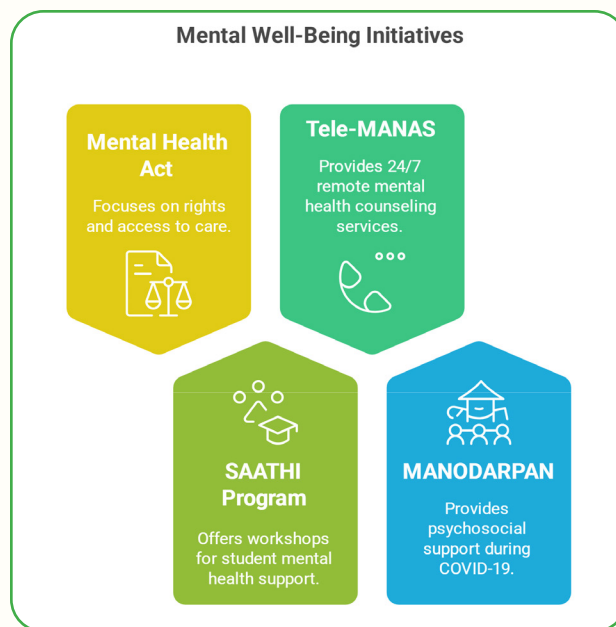 Mental Well-Being Initiatives
Mental Health
Act
Focuses on rights
and access to care.
Tele-MANAS
Provides 24/7
remote mental
health counseling
services.
SAATHI
Program
Offers workshops
for student mental
health support.
MANODARPAN
Provides
psychosocial
support during
COVID-19.